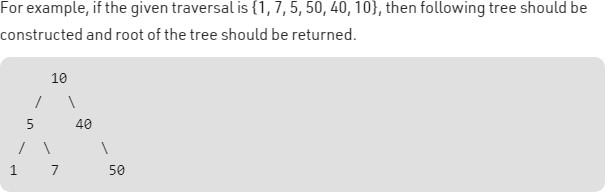 For example, if the given traversal is {1, 7, 5, 50, 40, 10}, then following tree should be
constructed and root of the tree should be returned.
10
/ \
5 40
/ \ \
1 7 50